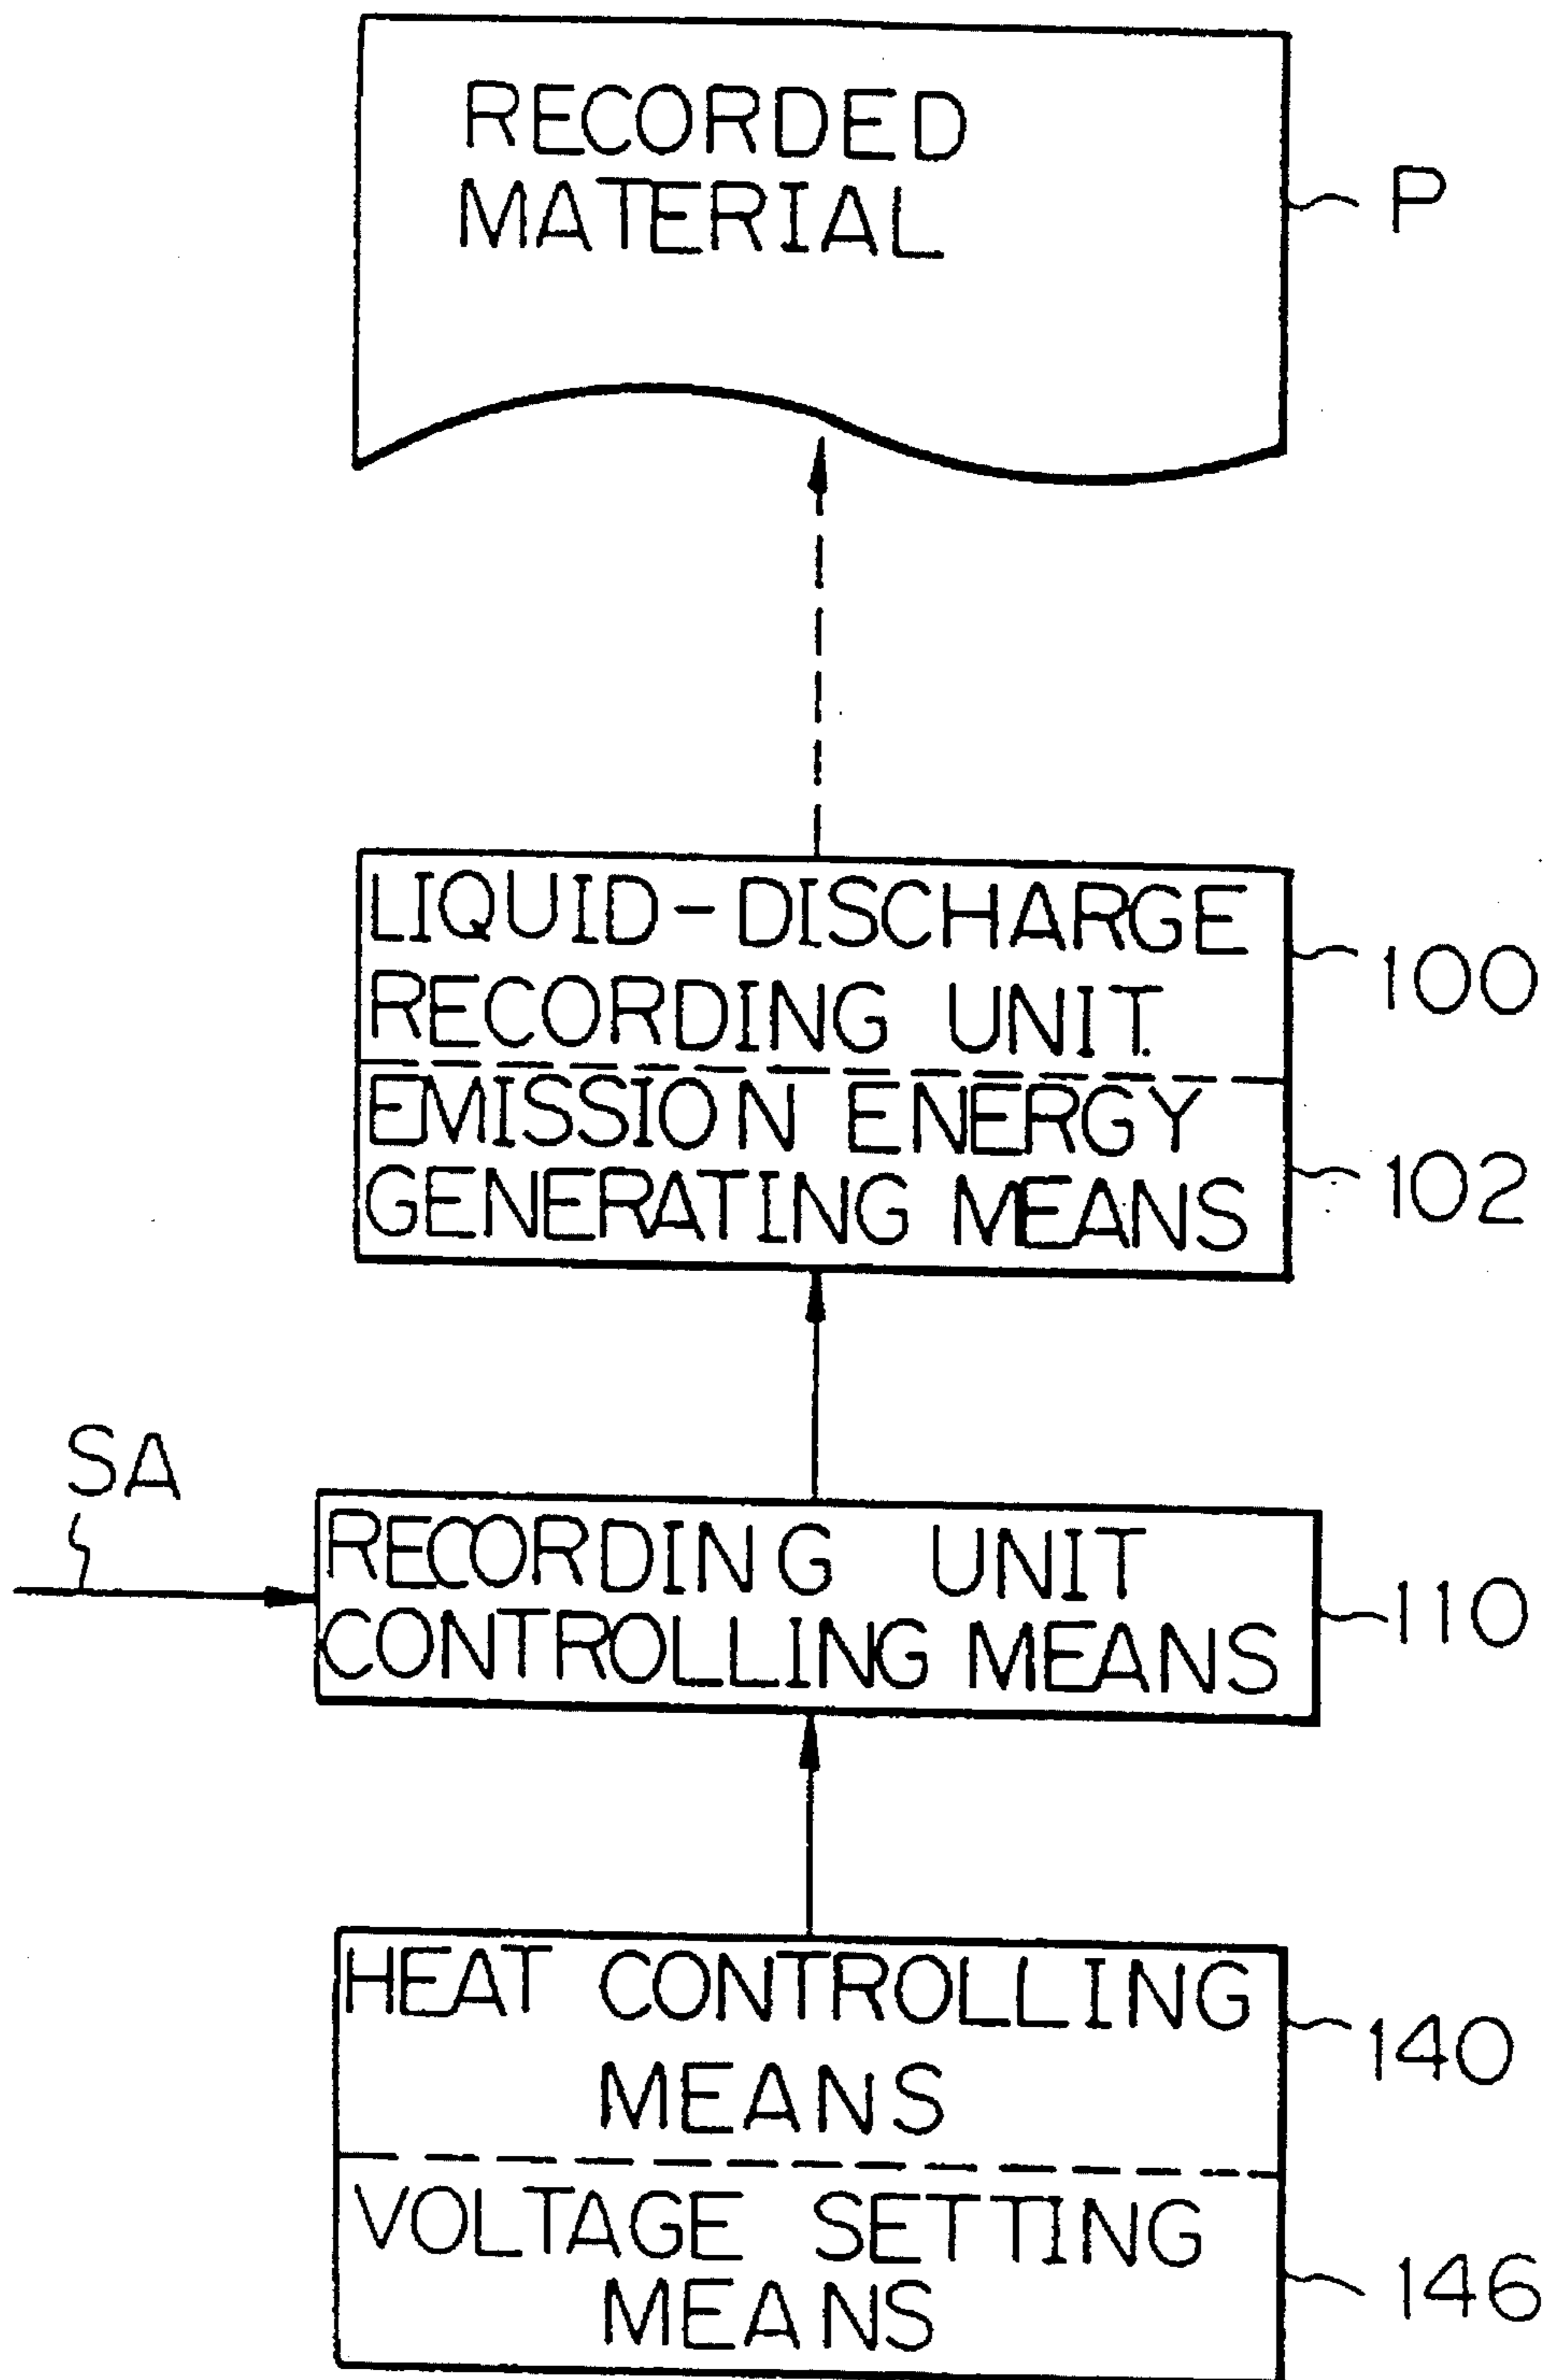 RECORDED
MATERIAL
P
LIQUID-DISCHARGE
RECORDING UNIT
100
EMISSION ENERGY
GENERATING MEANS
102
SA
RECORDING UNIT
CONTROLLING MEANS
110
HEAT CONTROLLING
MEANS
140
VOLTAGE SETTING
MEANS
146